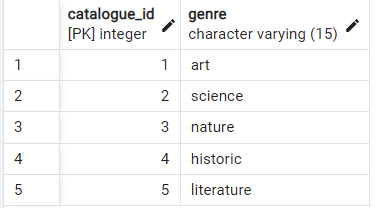 catalogue_id genre
[PK] integer character varying (15)
1 1 art
2 2 science
3 3 nature
4 4 historic
5 5 literature